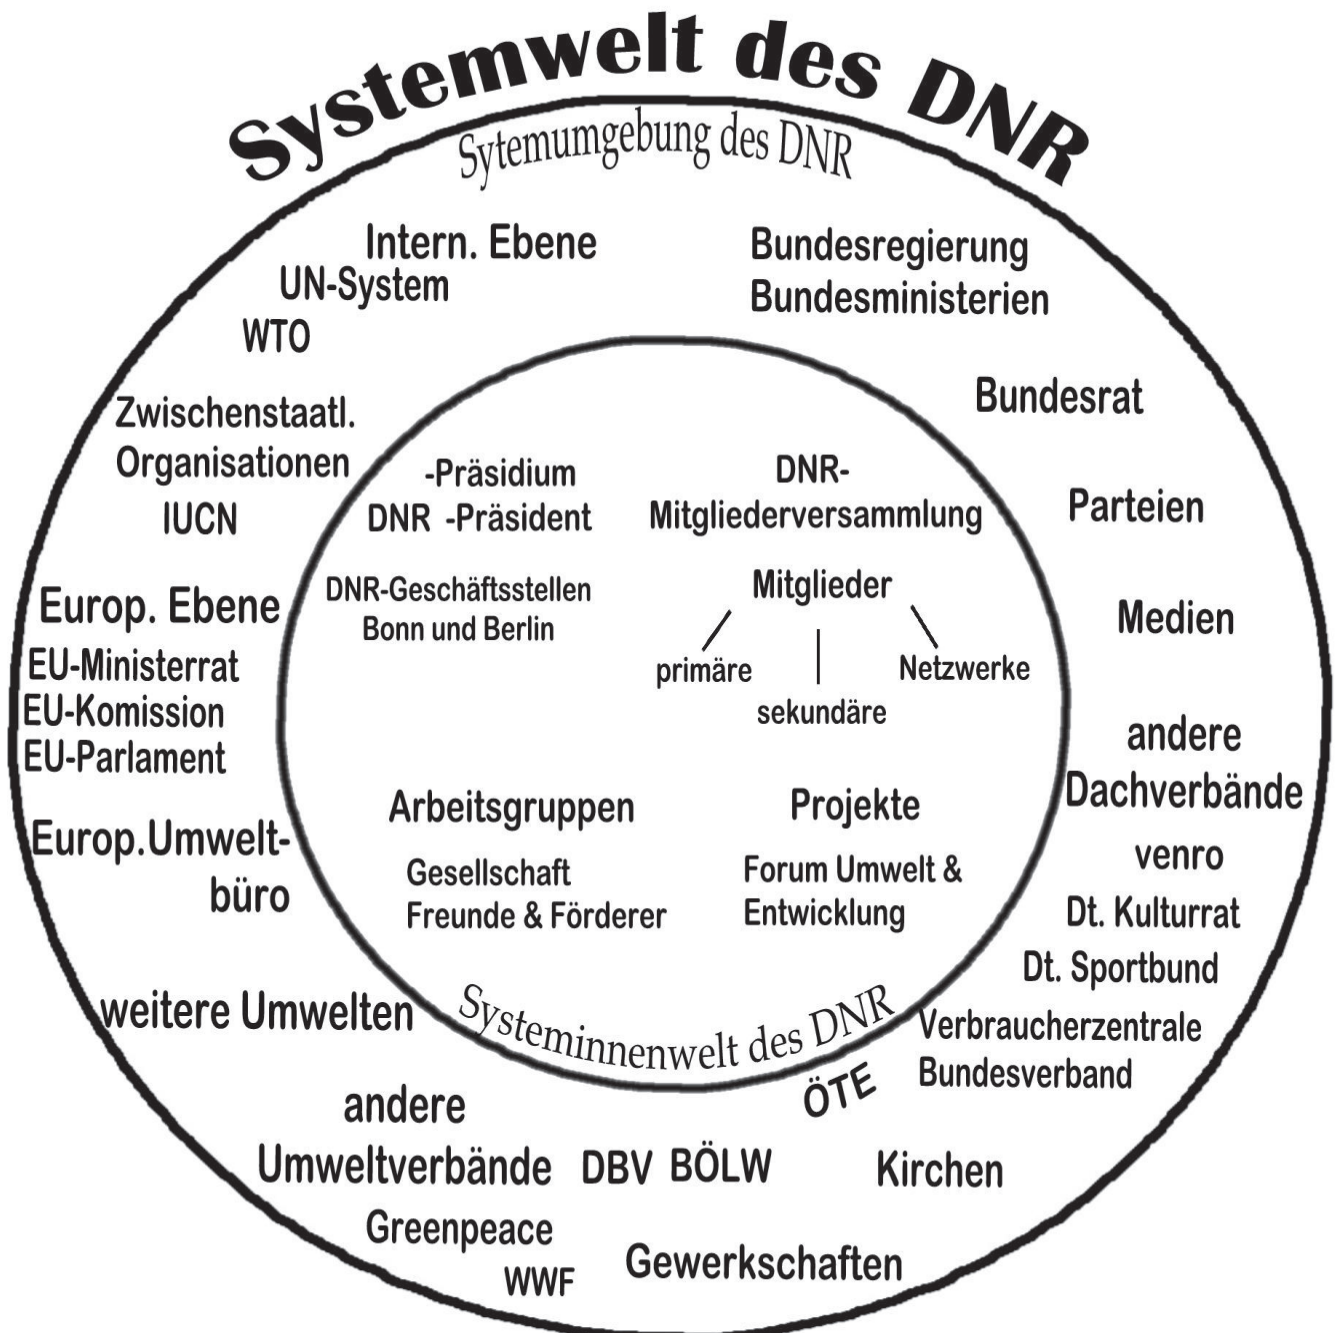 Systemwelt des DNR
Sytemumgebung des DNR
Intern. Ebene
UN-System
WTO
Zwischenstaatl.
Organisationen
IUCN
Europ. Ebene
EU-Ministerrat
EU-Komission
EU-Parlament
Europ.Umwelt-
büro
weitere Umwelten
andere
Umweltverbände
Greenpeace
WWF
DBV BÖLW
Gewerkschaften
Kirchen
ÖTE
Bundesregierung
Bundesministerien
Bundesrat
Parteien
Medien
andere
Dachverbände
venro
Dt. Kulturrat
Dt. Sportbund
Verbraucherzentrale
Bundesverband
-Präsidium
DNR -Präsident
DNR-Geschäftsstellen
Bonn und Berlin
DNR-
Mitgliederversammlung
Mitglieder
primäre
sekundäre
Netzwerke
Arbeitsgruppen
Gesellschaft
Freunde & Förderer
Projekte
Forum Umwelt &
Entwicklung
Systeminnenwelt des DNR